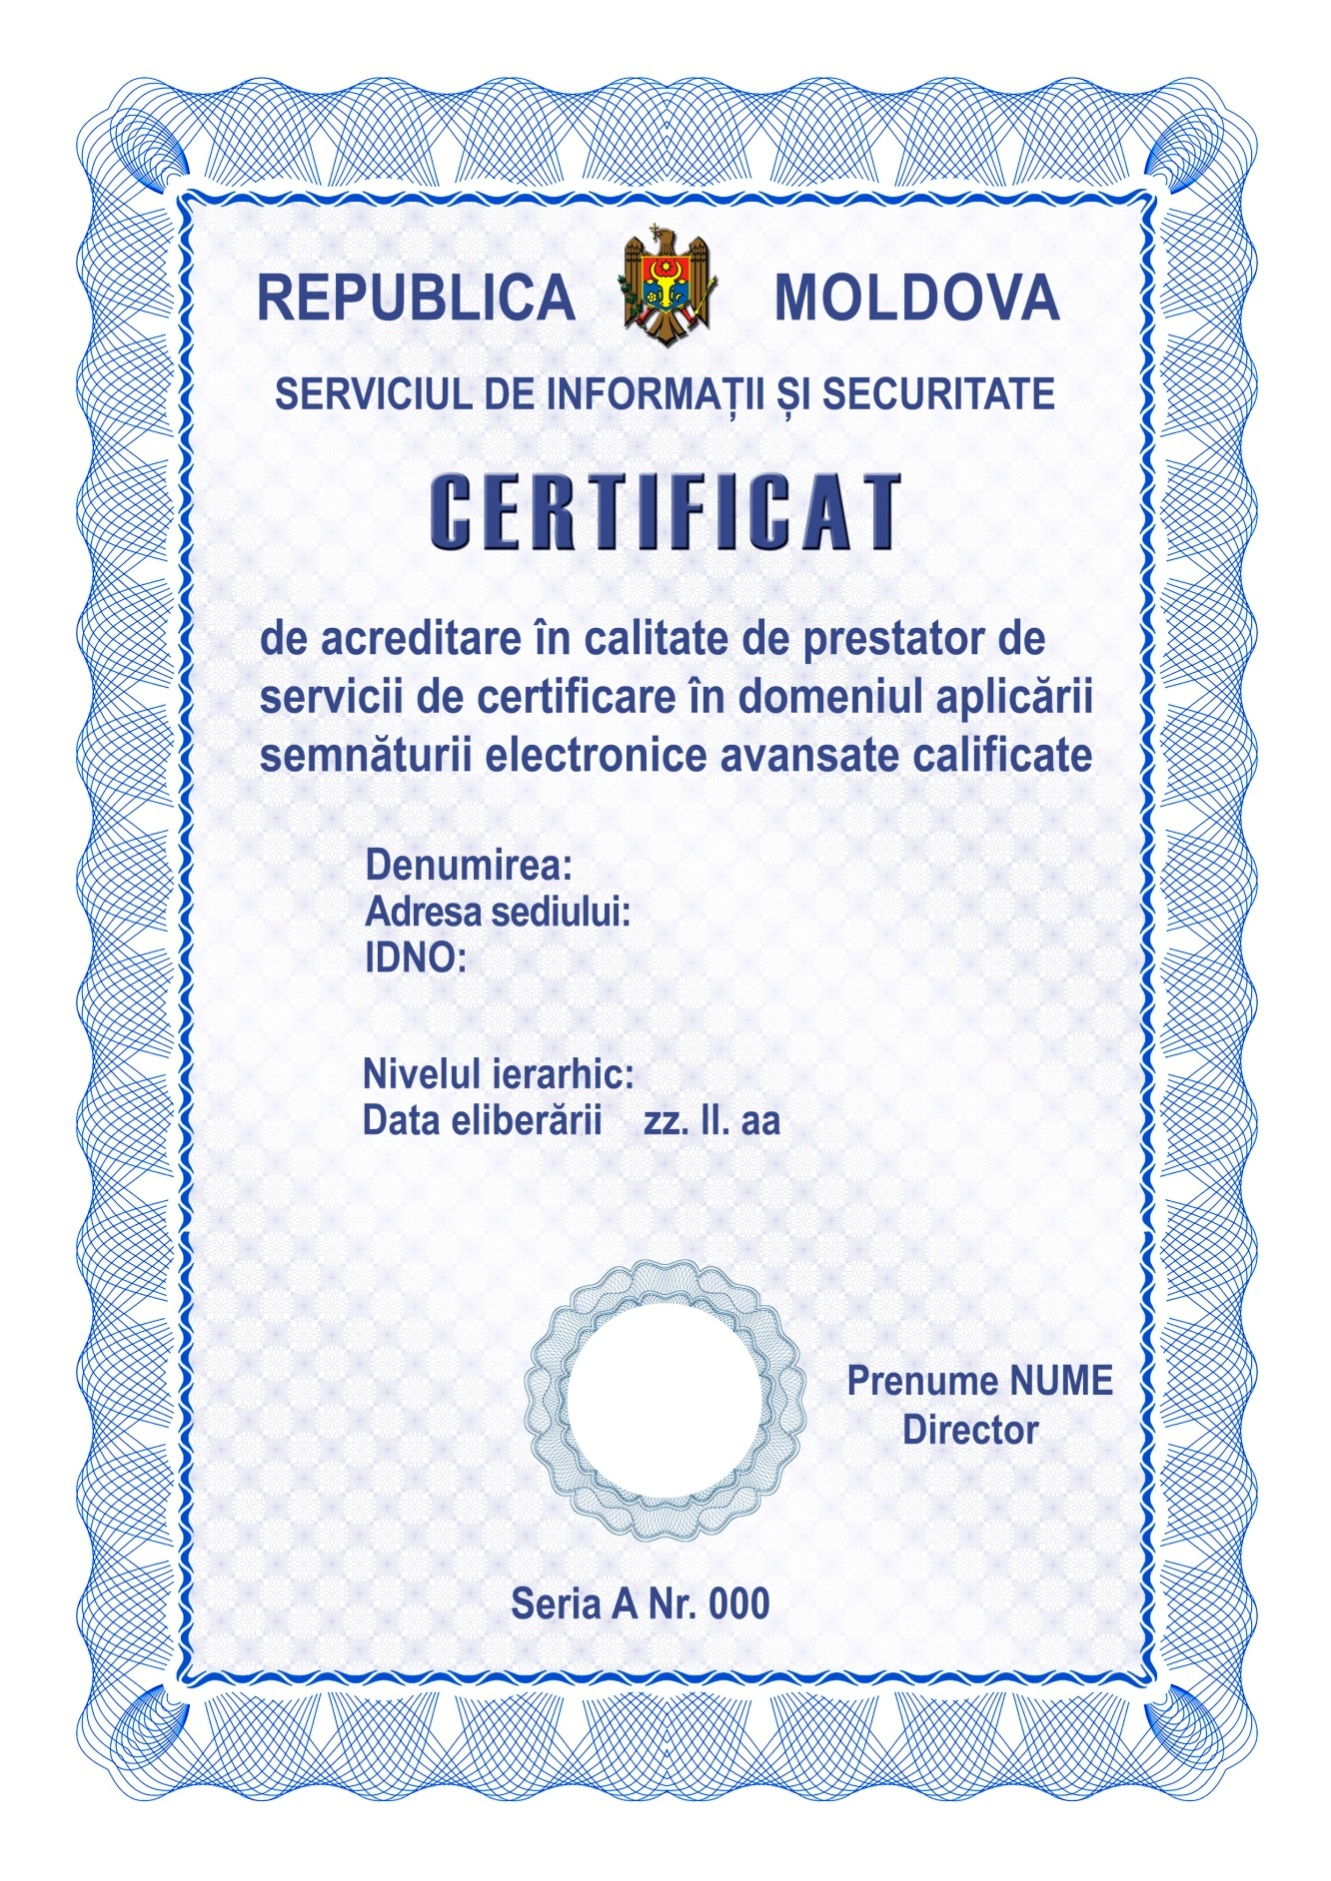 REPUBLICA MOLDOVA
SERVICIUL DE INFORMAȚII ȘI SECURITATE
CERTIFICAT
de acreditare în calitate de prestator de
servicii de certificare în domeniul aplicării
semnăturii electronice avansate calificate
Denumirea:
Adresa sediului:
IDNO:
Nivelul ierarhic:
Data eliberării zz. ll. aa
Prenume NUME
Director
Seria A Nr. 000